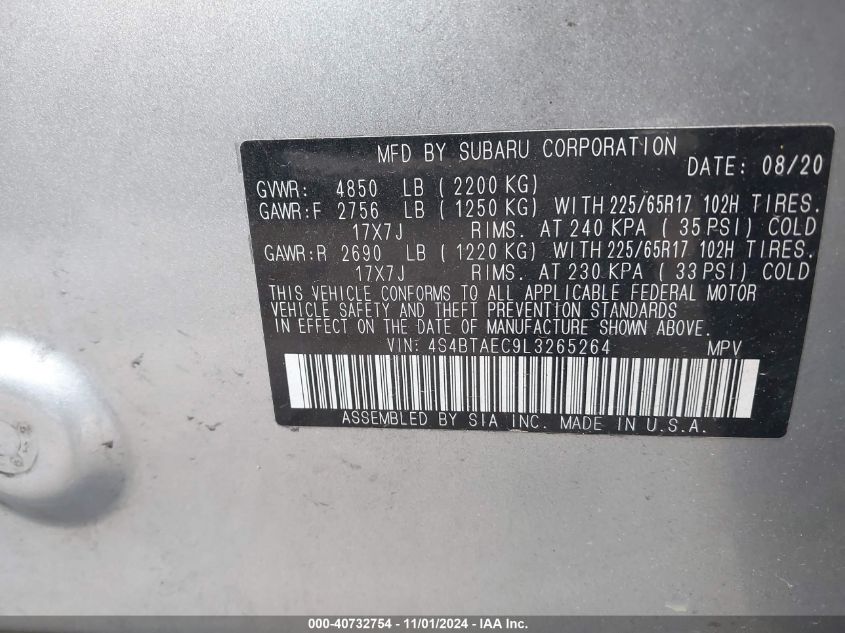 MFD BY SUBARU CORPORATION
DATE: 08/20
GVWR: 4850 LB ( 2200 KG)
GAWR:F 2756 LB ( 1250 KG) WITH 225/65R17 102H TIRES.
17X7J RIMS. AT 240 KPA ( 35 PSI) COLD
GAWR:R 2690 LB ( 1220 KG) WITH 225/65R17 102H TIRES.
17X7J RIMS. AT 230 KPA ( 33 PSI) COLD
THIS VEHICLE CONFORMS TO ALL APPLICABLE FEDERAL MOTOR
VEHICLE SAFETY AND THEFT PREVENTION STANDARDS
IN EFFECT ON THE DATE OF MANUFACTURE SHOWN ABOVE.
VIN: 4S4BTAEC9L3265264 MPV
ASSEMBLED BY SIA INC. MADE IN U.S.A.
000-40732754 - 11/01/2024 - IAA Inc.